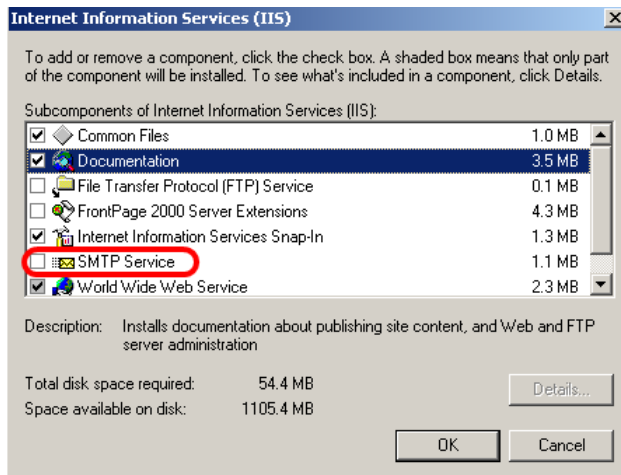 Internet Information Services (IIS)
To add or remove a component, click the check box. A shaded box means that only part
of the component will be installed. To see what's included in a component, click Details.
Subcomponents of Internet Information Services (IIS):
Common Files 1.0 MB
Documentation 3.5 MB
File Transfer Protocol (FTP) Service 0.1 MB
FrontPage 2000 Server Extensions 4.3 MB
Internet Information Services Snap-In 1.3 MB
SMTP Service 1.1 MB
World Wide Web Service 2.3 MB
Description: Installs documentation about publishing site content, and Web and FTP
server administration
Total disk space required: 54.4 MB
Space available on disk: 1105.4 MB
Details...
OK Cancel